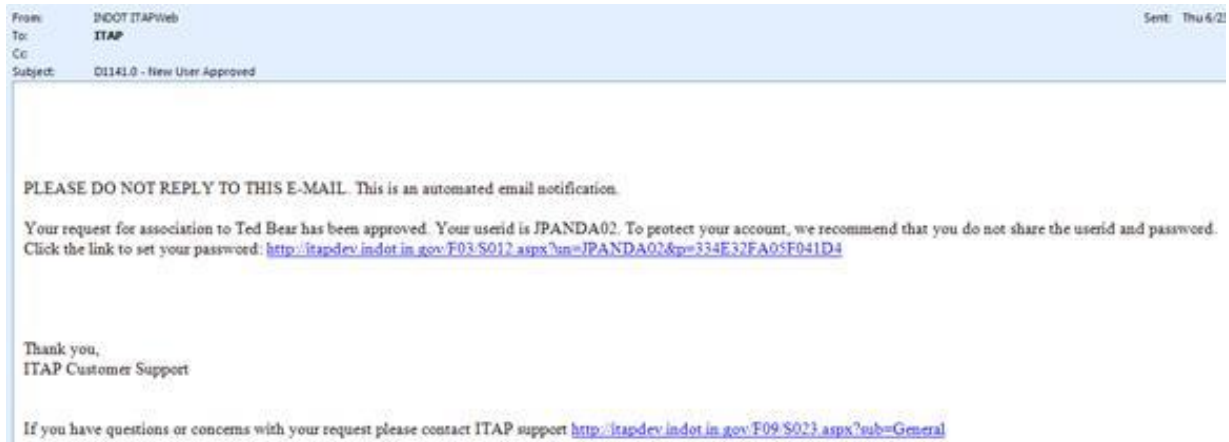 From: INDOT ITAPWeb Sent: Thu 6/23
To: ITAP
Cc:
Subject: D1141.0 - New User Approved
PLEASE DO NOT REPLY TO THIS E-MAIL. This is an automated email notification.
Your request for association to Ted Bear has been approved. Your userid is JPANDA02. To protect your account, we recommend that you do not share the userid and password.
Click the link to set your password: http://itapdev.indot.in.gov/F03/S012.aspx?un=JPANDA02&p=334E32FA05F041D4
Thank you,
ITAP Customer Support
If you have questions or concerns with your request please contact ITAP support http://itapdev.indot.in.gov/F09/S023.aspx?sub=General